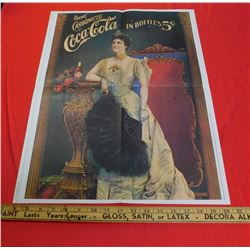 DRINK
CARBONATED
Coca-Cola IN BOTTLES 5¢
PAINT Lasts Years Longer - GLOSS, SATIN, or LATEX - DECORA